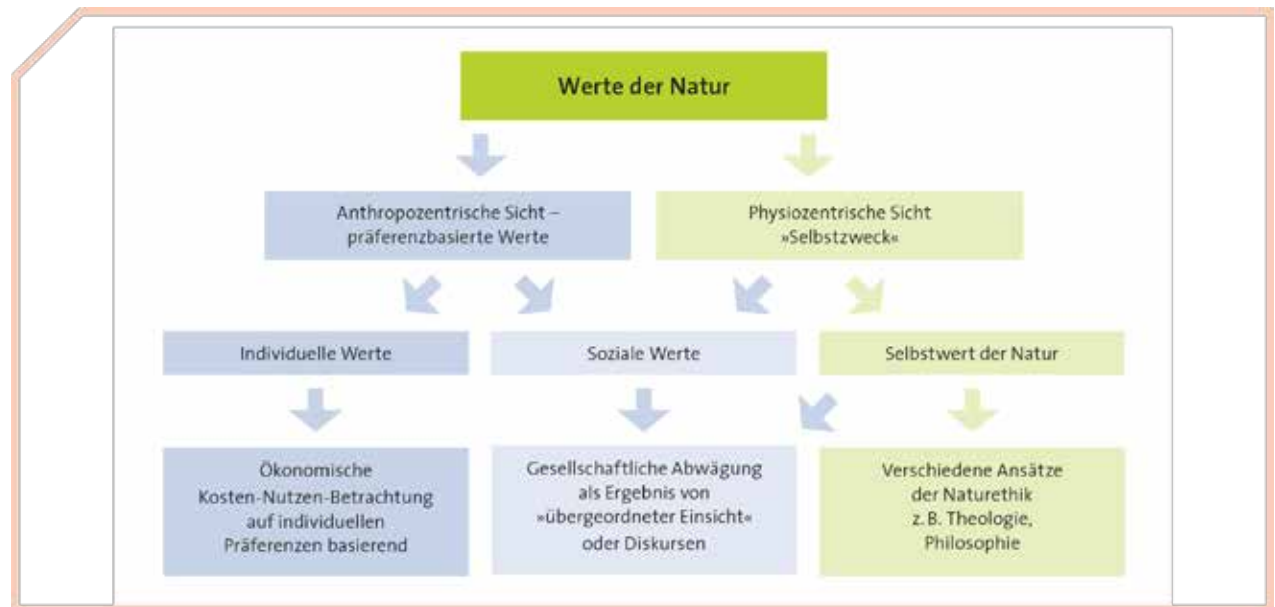 Werte der Natur
Anthropozentrische Sicht –
präferenzbasierte Werte
Physiozentrische Sicht
»Selbstzweck«
Individuelle Werte
Soziale Werte
Selbstwert der Natur
Ökonomische
Kosten-Nutzen-Betrachtung
auf individuellen
Präferenzen basierend
Gesellschaftliche Abwägung
als Ergebnis von
»übergeordneter Einsicht«
oder Diskursen
Verschiedene Ansätze
der Naturethik
z. B. Theologie,
Philosophie